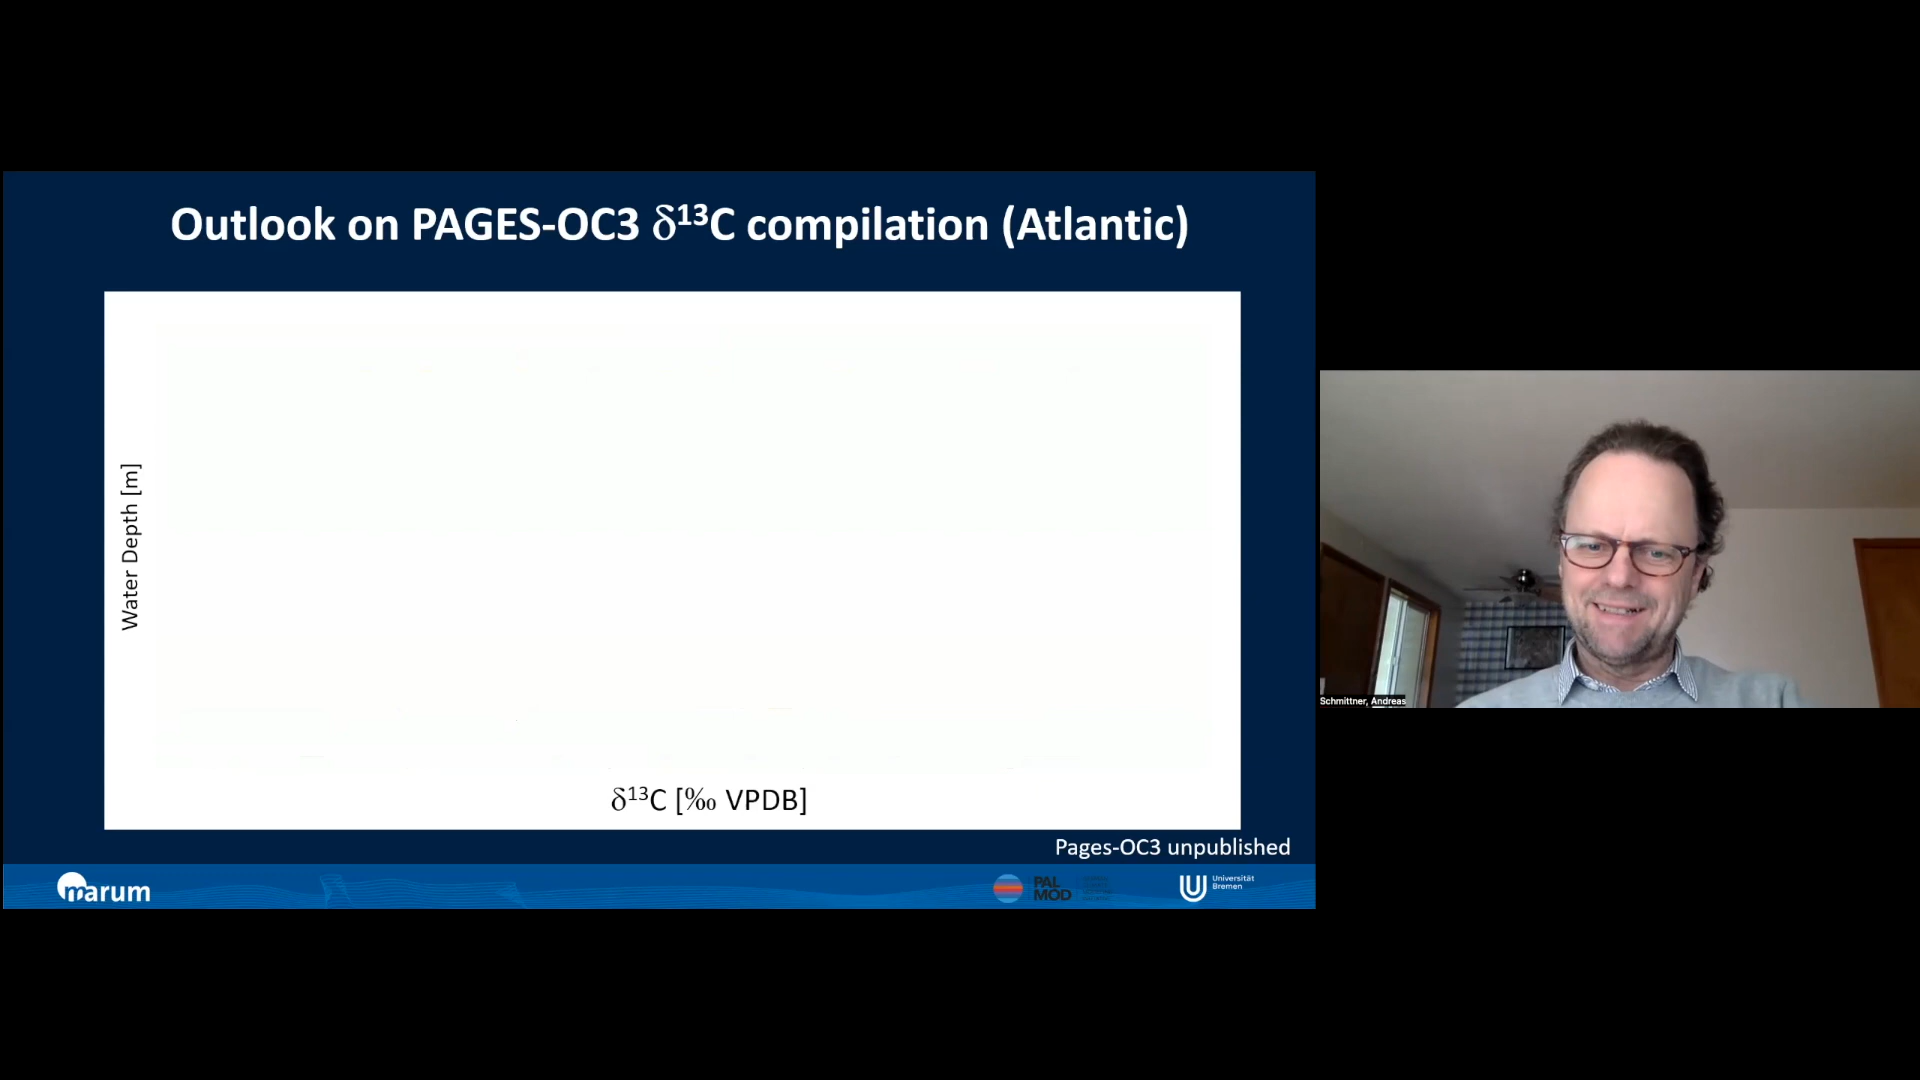 Outlook on PAGES-OC3 δ¹³C compilation (Atlantic)
Water Depth [m]
δ¹³C [‰ VPDB]
Pages-OC3 unpublished
marum
PAL
MOD
Universität
Bremen
Schmittner, Andreas